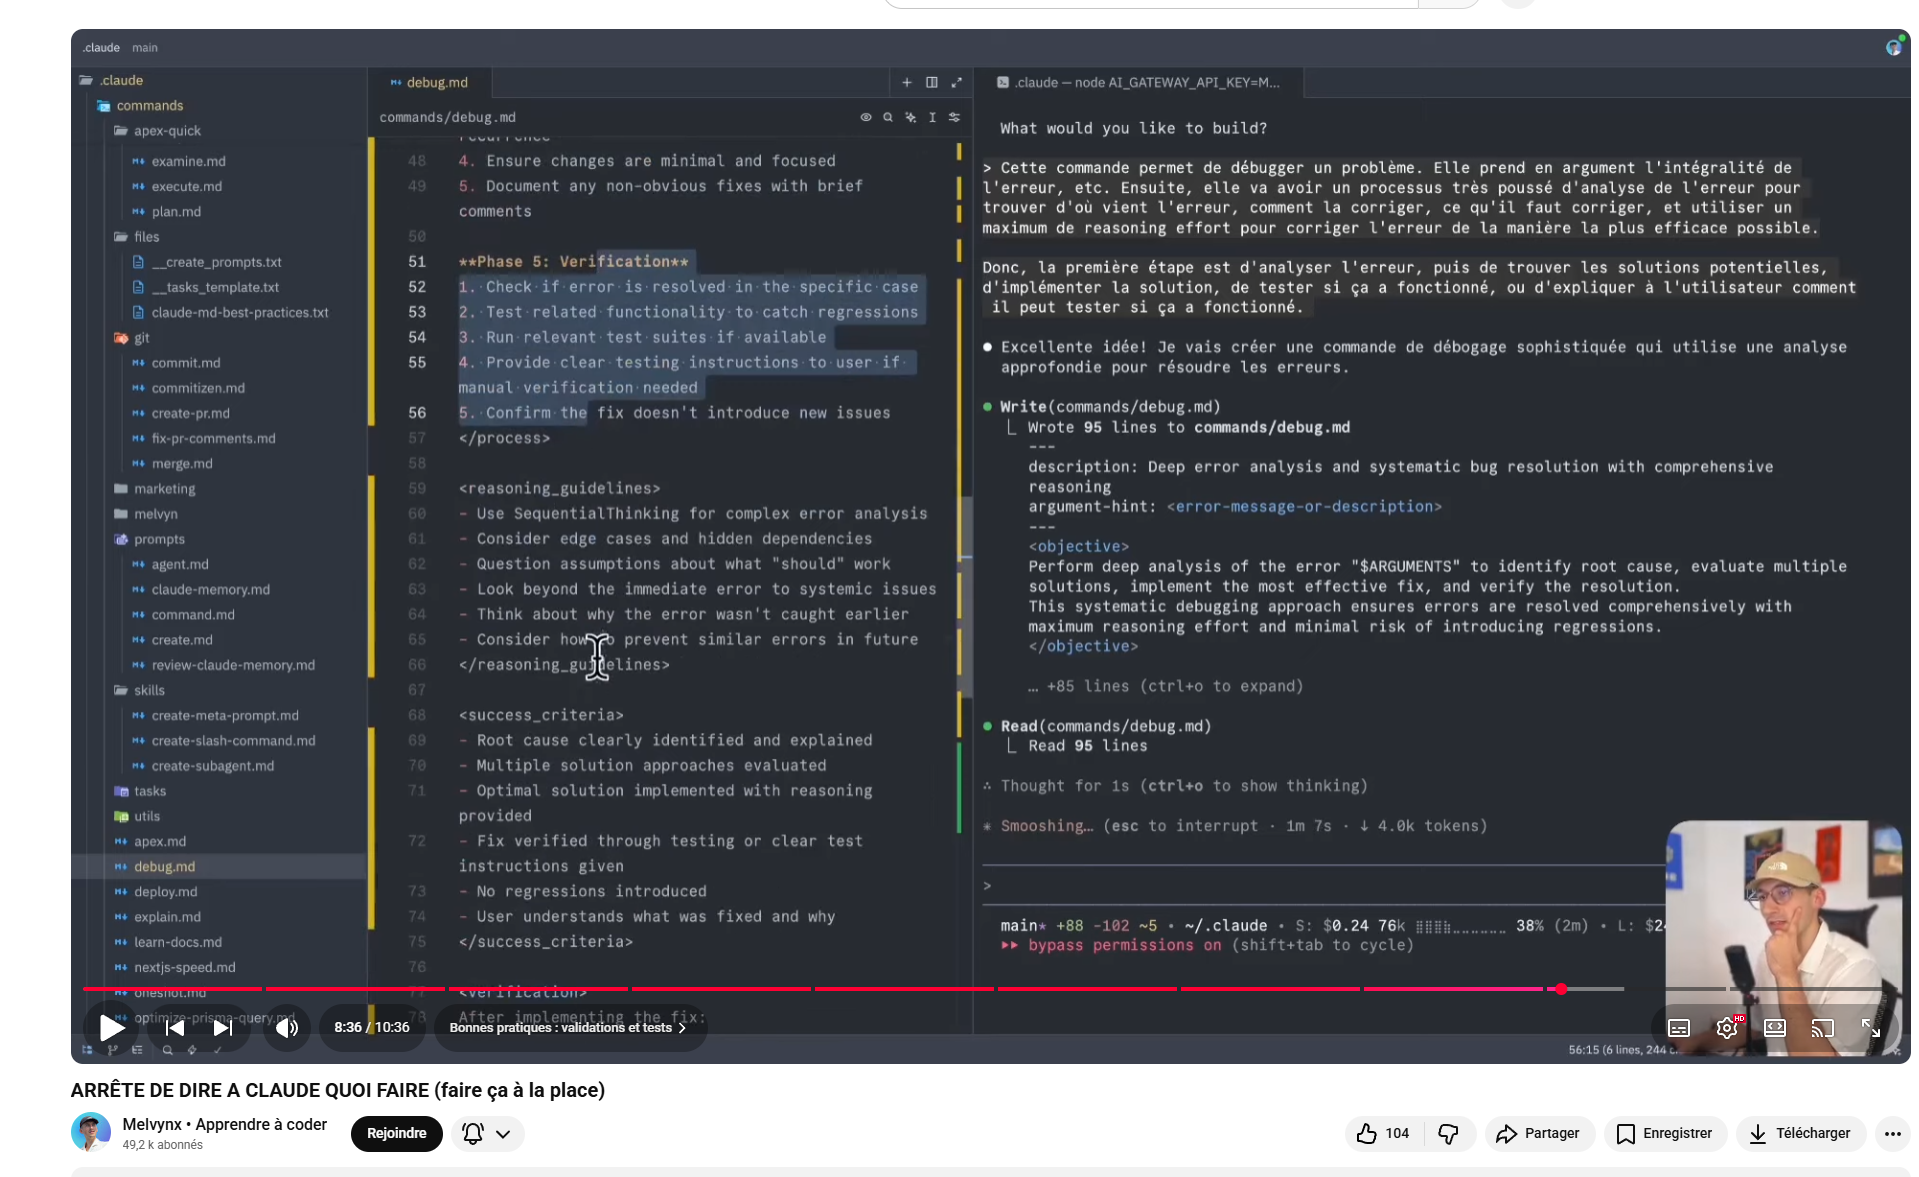 .claude main
.claude
commands
apex-quick
examine.md
execute.md
plan.md
files
__create_prompts.txt
__tasks_template.txt
claude-md-best-practices.txt
git
commit.md
commitizen.md
create-pr.md
fix-pr-comments.md
merge.md
marketing
melvyn
prompts
agent.md
claude-memory.md
command.md
create.md
review-claude-memory.md
skills
create-meta-prompt.md
create-slash-command.md
create-subagent.md
tasks
utils
apex.md
debug.md
deploy.md
explain.md
learn-docs.md
nextjs-speed.md
oneshot.md
optimize-prisma-query.md
debug.md
commands/debug.md
recurrence
48 4. Ensure changes are minimal and focused
49 5. Document any non-obvious fixes with brief
comments
50
51 **Phase 5: Verification**
52 1. Check if error is resolved in the specific case
53 2. Test related functionality to catch regressions
54 3. Run relevant test suites if available
55 4. Provide clear testing instructions to user if
manual verification needed
56 5. Confirm the fix doesn't introduce new issues
57 </process>
58
59 <reasoning_guidelines>
60 - Use SequentialThinking for complex error analysis
61 - Consider edge cases and hidden dependencies
62 - Question assumptions about what "should" work
63 - Look beyond the immediate error to systemic issues
64 - Think about why the error wasn't caught earlier
65 - Consider how to prevent similar errors in future
66 </reasoning_guidelines>
67
68 <success_criteria>
69 - Root cause clearly identified and explained
70 - Multiple solution approaches evaluated
71 - Optimal solution implemented with reasoning
provided
72 - Fix verified through testing or clear test
instructions given
73 - No regressions introduced
74 - User understands what was fixed and why
75 </success_criteria>
76
77 <verification>
78 After implementing the fix:
.claude — node AI_GATEWAY_API_KEY=M...
What would you like to build?
> Cette commande permet de débugger un problème. Elle prend en argument l'intégralité de
l'erreur, etc. Ensuite, elle va avoir un processus très poussé d'analyse de l'erreur pour
trouver d'où vient l'erreur, comment la corriger, ce qu'il faut corriger, et utiliser un
maximum de reasoning effort pour corriger l'erreur de la manière la plus efficace possible.
Donc, la première étape est d'analyser l'erreur, puis de trouver les solutions potentielles,
d'implémenter la solution, de tester si ça a fonctionné, ou d'expliquer à l'utilisateur comment
il peut tester si ça a fonctionné.
● Excellente idée! Je vais créer une commande de débogage sophistiquée qui utilise une analyse
approfondie pour résoudre les erreurs.
● Write(commands/debug.md)
⎿ Wrote 95 lines to commands/debug.md
---
description: Deep error analysis and systematic bug resolution with comprehensive
reasoning
argument-hint: <error-message-or-description>
---
<objective>
Perform deep analysis of the error "$ARGUMENTS" to identify root cause, evaluate multiple
solutions, implement the most effective fix, and verify the resolution.
This systematic debugging approach ensures errors are resolved comprehensively with
maximum reasoning effort and minimal risk of introducing regressions.
</objective>
… +85 lines (ctrl+o to expand)
● Read(commands/debug.md)
⎿ Read 95 lines
∴ Thought for 1s (ctrl+o to show thinking)
✳ Smooshing… (esc to interrupt · 1m 7s · ↓ 4.0k tokens)
>
main* +88 -102 ~5 • ~/.claude • S: $0.24 76k 38% (2m) • L: $2
▸▸ bypass permissions on (shift+tab to cycle)
8:36 / 10:36
Bonnes pratiques : validations et tests
HD
56:15 (6 lines, 244 c
ARRÊTE DE DIRE A CLAUDE QUOI FAIRE (faire ça à la place)
Melvynx • Apprendre à coder
49,2 k abonnés
Rejoindre
104
Partager
Enregistrer
Télécharger